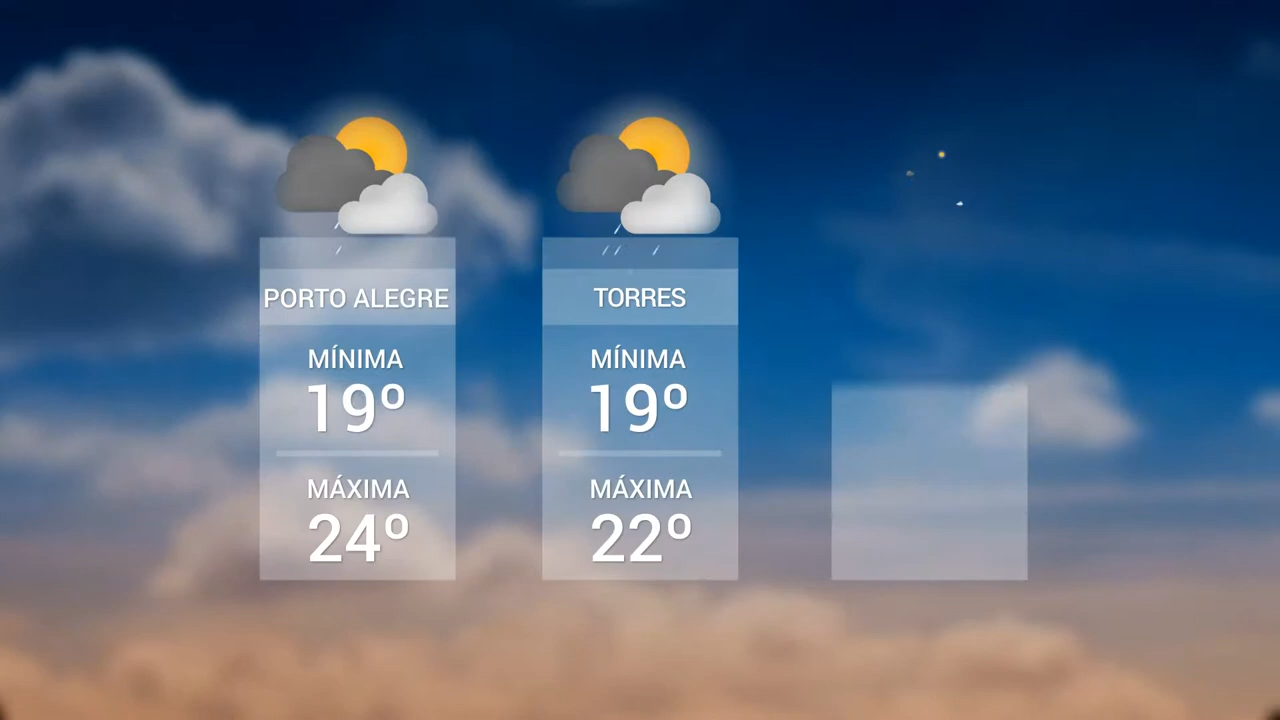 PORTO ALEGRE
MÍNIMA
19º
MÁXIMA
24º
TORRES
MÍNIMA
19º
MÁXIMA
22º